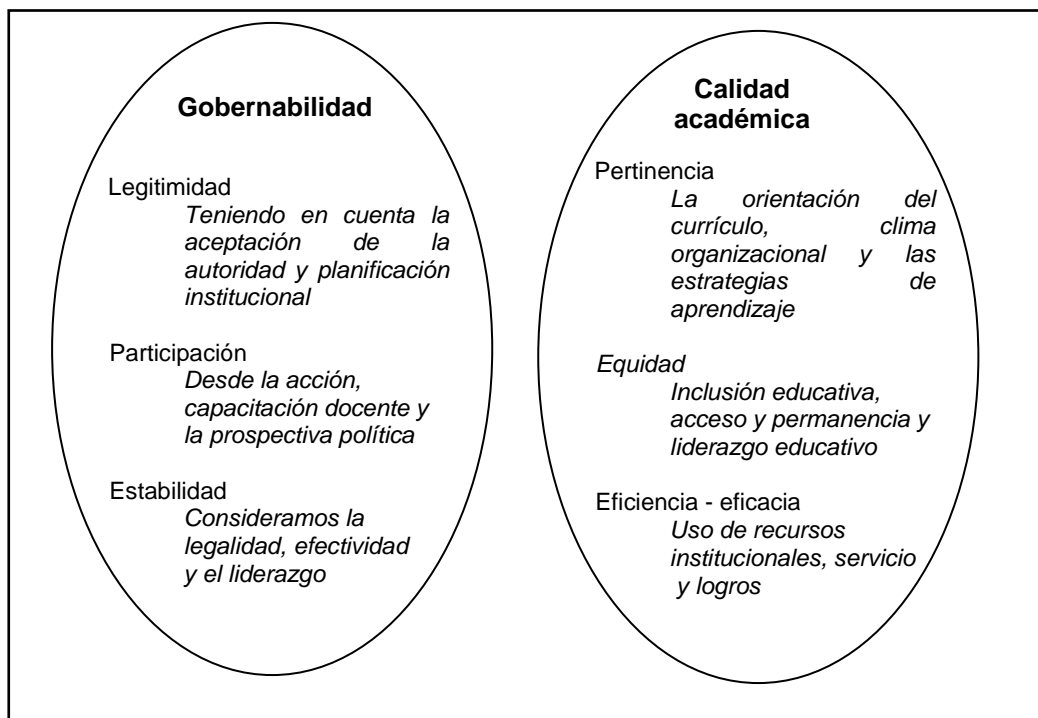 Gobernabilidad
Legitimidad
Teniendo en cuenta la
aceptación de la
autoridad y planificación
institucional
Participación
Desde la acción,
capacitación docente y
la prospectiva política
Estabilidad
Consideramos la
legalidad, efectividad
y el liderazgo
Calidad
académica
Pertinencia
La orientación del
currículo, clima
organizacional y las
estrategias de
aprendizaje
Equidad
Inclusión educativa,
acceso y permanencia y
liderazgo educativo
Eficiencia - eficacia
Uso de recursos
institucionales, servicio
y logros